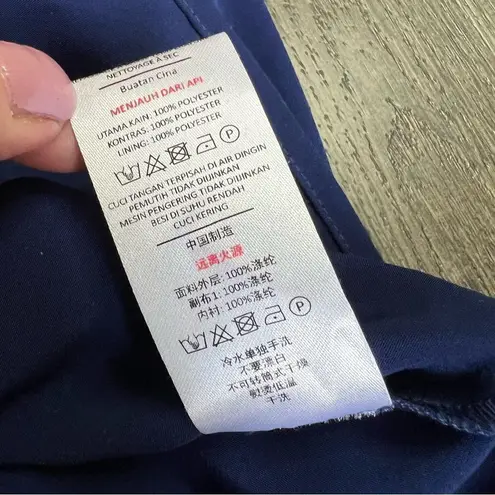 NETTOYAGE À SEC
Buatan Cina
MENJAUH DARI API
UTAMA KAIN: 100% POLYESTER
KONTRAS: 100% POLYESTER
LINING: 100% POLYESTER
P
CUCI TANGAN TERPISAH DI AIR DINGIN
PEMUTIH TIDAK DIIJINKAN
MESIN PENGERING TIDAK DIIJINKAN
BESI DI SUHU RENDAH
CUCI KERING
中国制造
远离火源
面料外层: 100%涤纶
副布1: 100%涤纶
内衬: 100%涤纶
P
冷水单独手洗
不要漂白
不可转筒式干燥
熨烫低温
干洗